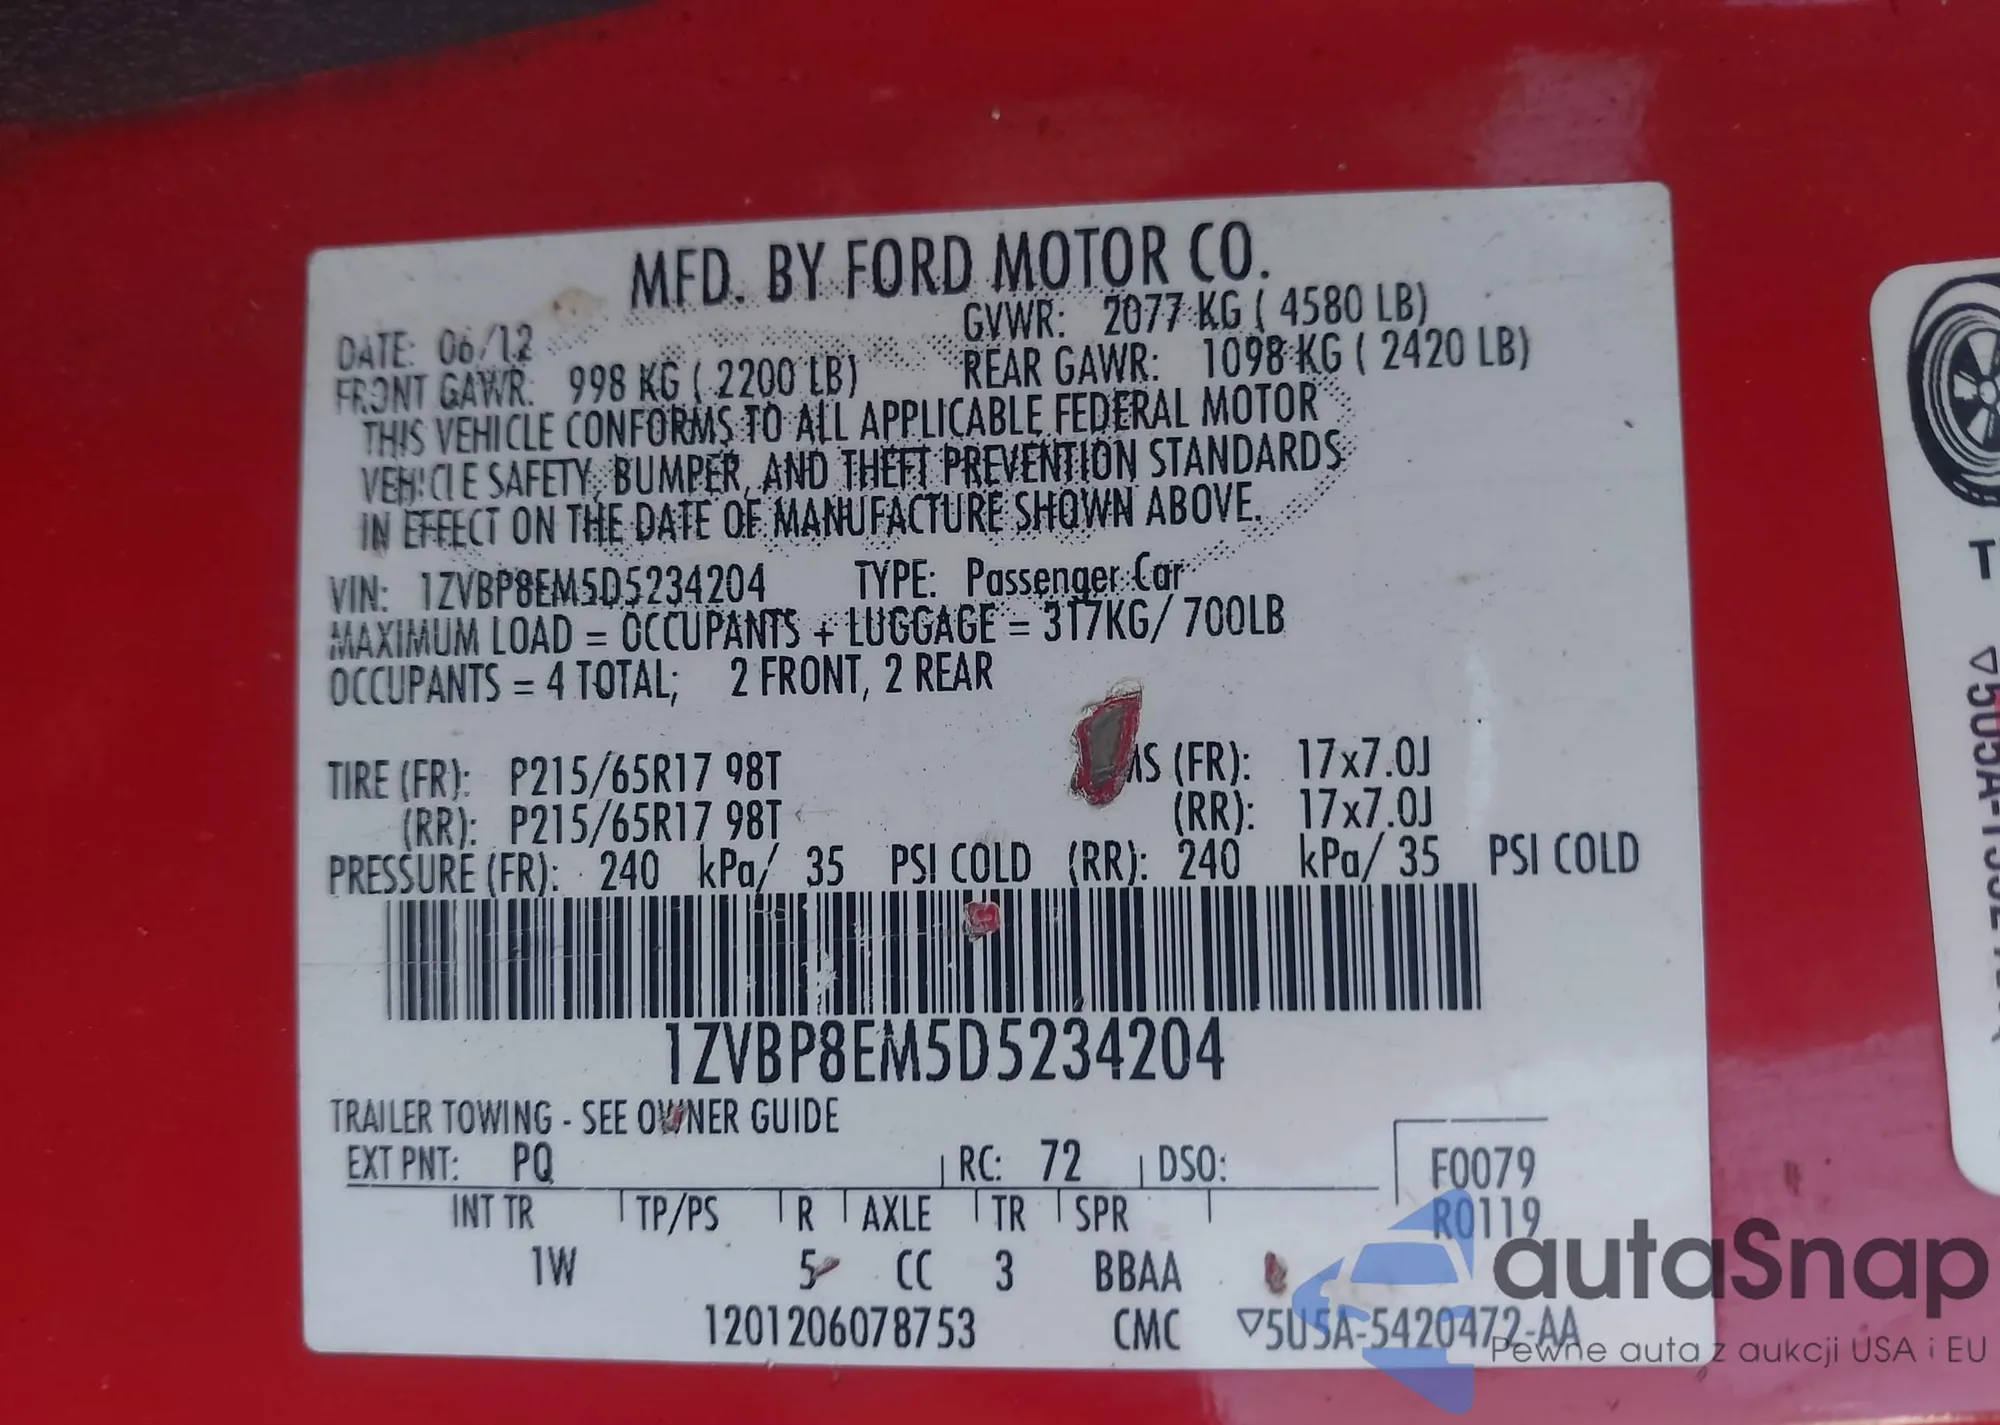 MFD. BY FORD MOTOR CO.
DATE: 06/12 GVWR: 2077 KG ( 4580 LB)
FRONT GAWR: 998 KG ( 2200 LB) REAR GAWR: 1098 KG ( 2420 LB)
THIS VEHICLE CONFORMS TO ALL APPLICABLE FEDERAL MOTOR
VEHICLE SAFETY, BUMPER, AND THEFT PREVENTION STANDARDS
IN EFFECT ON THE DATE OF MANUFACTURE SHOWN ABOVE.
VIN: 1ZVBP8EM5D5234204 TYPE: Passenger Car
MAXIMUM LOAD = OCCUPANTS + LUGGAGE = 317KG/ 700LB
OCCUPANTS = 4 TOTAL; 2 FRONT, 2 REAR
TIRE (FR): P215/65R17 98T (FR): 17x7.0J
(RR): P215/65R17 98T (RR): 17x7.0J
PRESSURE (FR): 240 kPa/ 35 PSI COLD (RR): 240 kPa/ 35 PSI COLD
1ZVBP8EM5D5234204
TRAILER TOWING - SEE OWNER GUIDE
EXT PNT: PQ RC: 72 DSO: F0079
INT TR TP/PS R AXLE TR SPR R0119
1W 5 CC 3 BBAA
1201206078753 CMC ▽5U5A-5420472-AA
autaSnap
Pewne auta z aukcji USA i EU